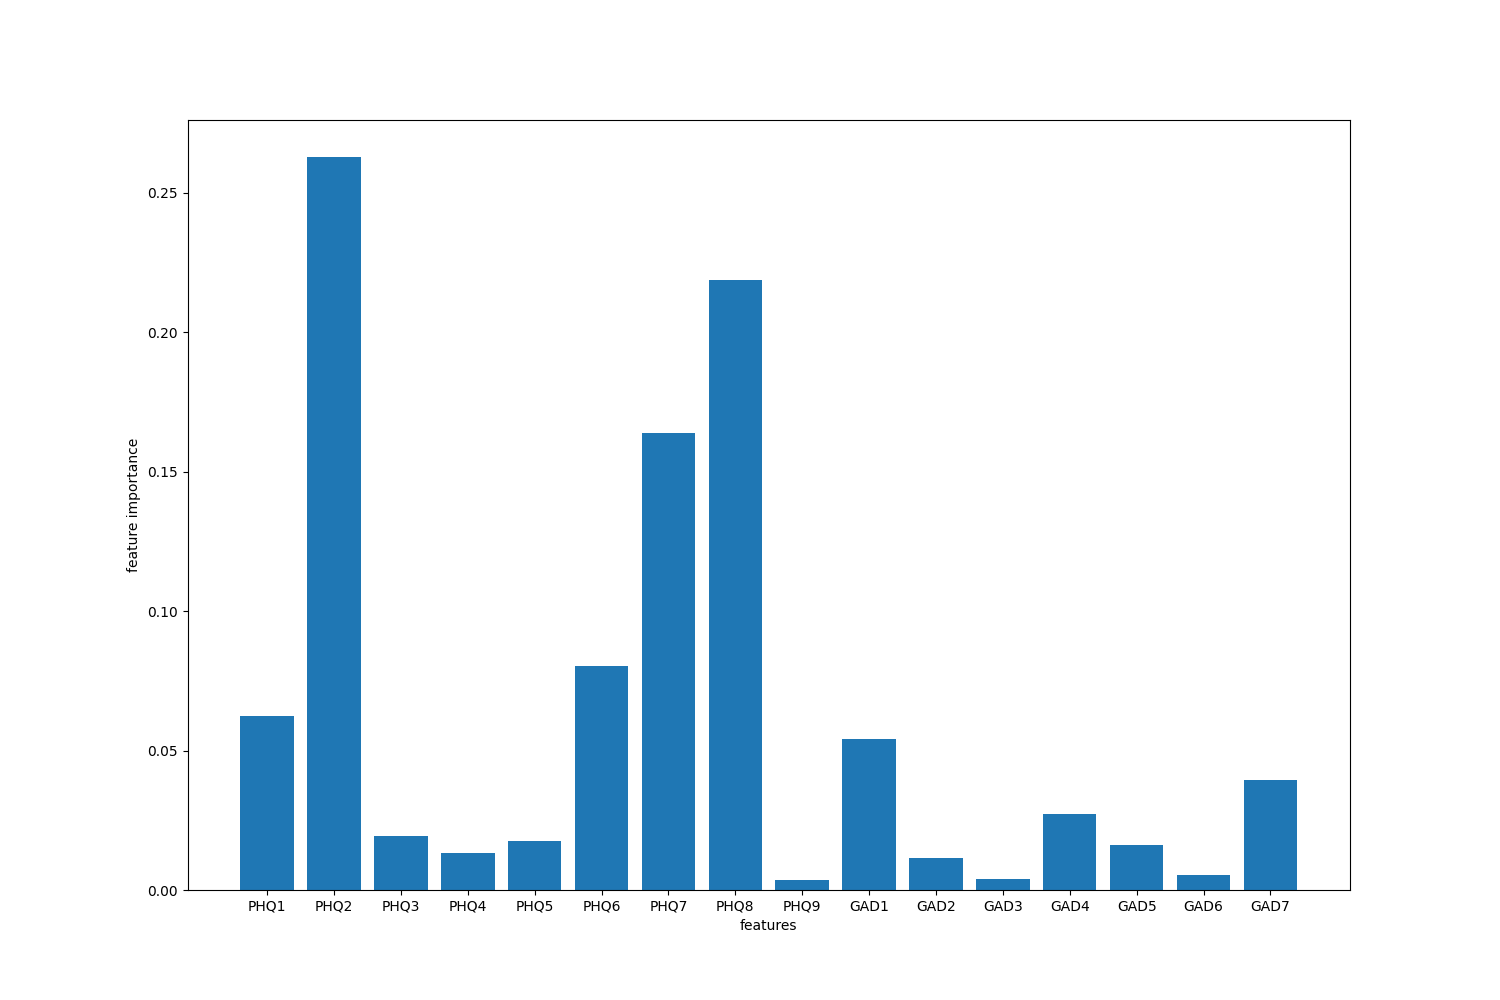 feature importance
0.25
0.20
0.15
0.10
0.05
0.00
PHQ1 PHQ2 PHQ3 PHQ4 PHQ5 PHQ6 PHQ7 PHQ8 PHQ9 GAD1 GAD2 GAD3 GAD4 GAD5 GAD6 GAD7
features